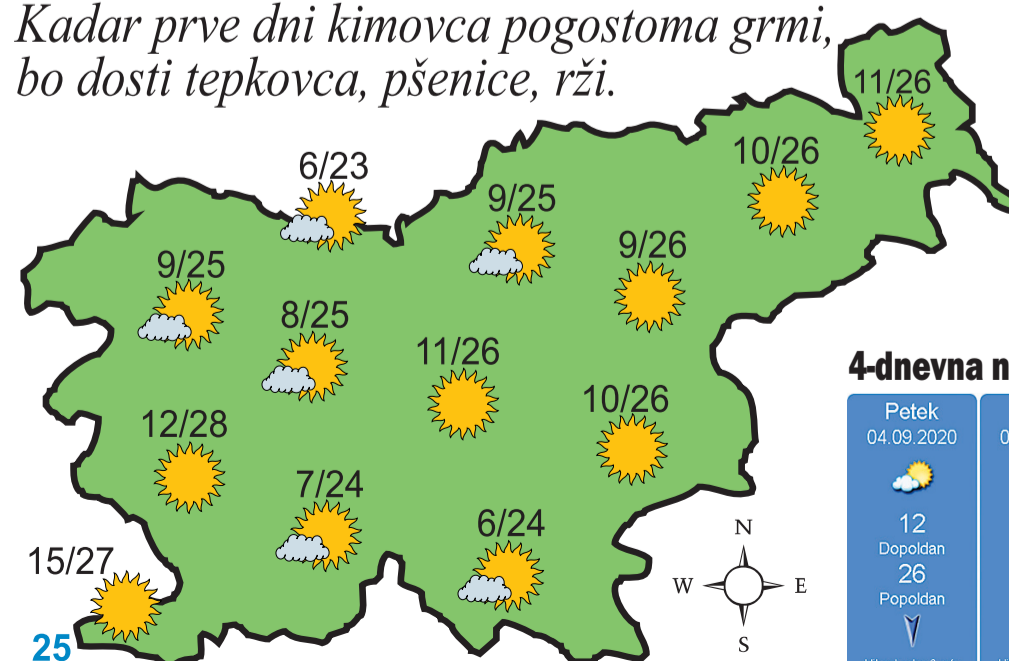 Kadar prve dni kimovca pogostoma grmi,
bo dosti tepkovca, pšenice, rži.
11/26
10/26
6/23
9/25
9/26
9/25
8/25
11/26
10/26
12/28
7/24
6/24
15/27
25
N
W E
S
4-dnevna n
Petek
04.09.2020
12
Dopoldan
26
Popoldan